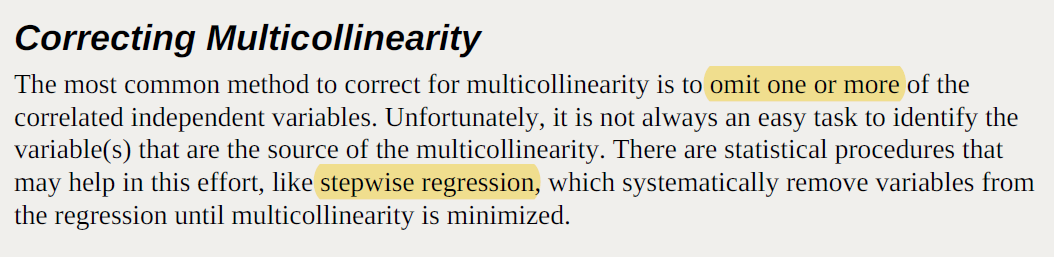 Correcting Multicollinearity
The most common method to correct for multicollinearity is to omit one or more of the
correlated independent variables. Unfortunately, it is not always an easy task to identify the
variable(s) that are the source of the multicollinearity. There are statistical procedures that
may help in this effort, like stepwise regression, which systematically remove variables from
the regression until multicollinearity is minimized.